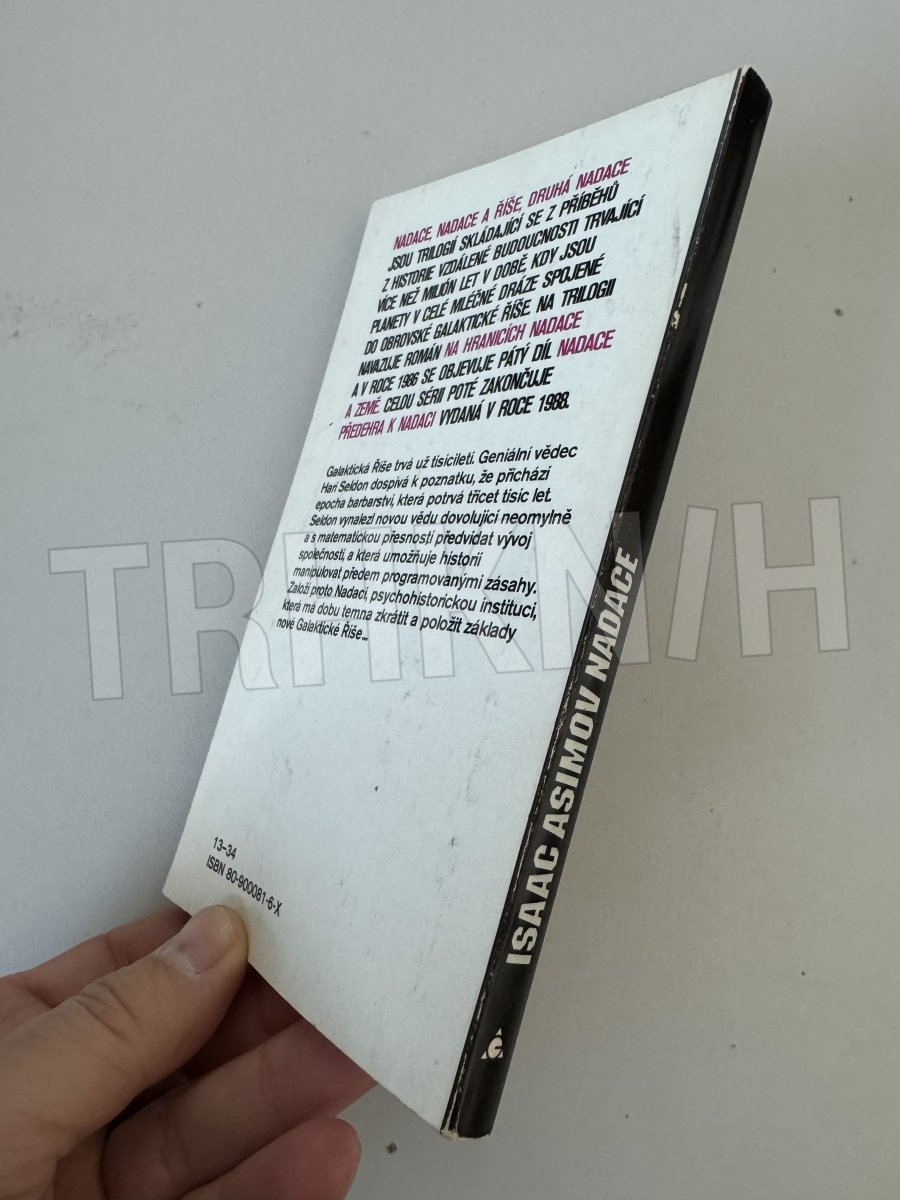 NADACE, NADACE A ŘÍŠE, DRUHÁ NADACE
JSOU TRILOGIÍ SKLÁDAJÍCÍ SE Z PŘÍBĚHŮ
Z HISTORIE VZDÁLENÉ BUDOUCNOSTI TRVAJÍCÍ
VÍCE NEŽ MILIÓN LET V DOBĚ, KDY JSOU
PLANETY V CELÉ MLÉČNÉ DRÁZE SPOJENÉ
DO OBROVSKÉ GALAKTICKÉ ŘÍŠE. NA TRILOGII
NAVAZUJE ROMÁN NA HRANICÍCH NADACE
A V ROCE 1986 SE OBJEVUJE PÁTÝ DÍL NADACE
A ZEMĚ. CELOU SÉRII POTÉ ZAKONČUJE
PŘEDEHRA K NADACI VYDANÁ V ROCE 1988.
Galaktická Říše trvá už tisíciletí. Geniální vědec
Hari Seldon dospívá k poznatku, že přichází
epocha barbarství, která potrvá třicet tisíc let.
Seldon vynalezl novou vědu dovolující neomylně
a s matematickou přesností předvídat vývoj
společnosti, a která umožňuje historií
manipulovat předem programovanými zásahy.
Založí proto Nadaci, psychohistorickou instituci,
která má dobu temna zkrátit a položit základy
nové Galaktické Říše...
13-34
ISBN 80-900081-6-X
ISAAC ASIMOV NADACE
TRHKNIH